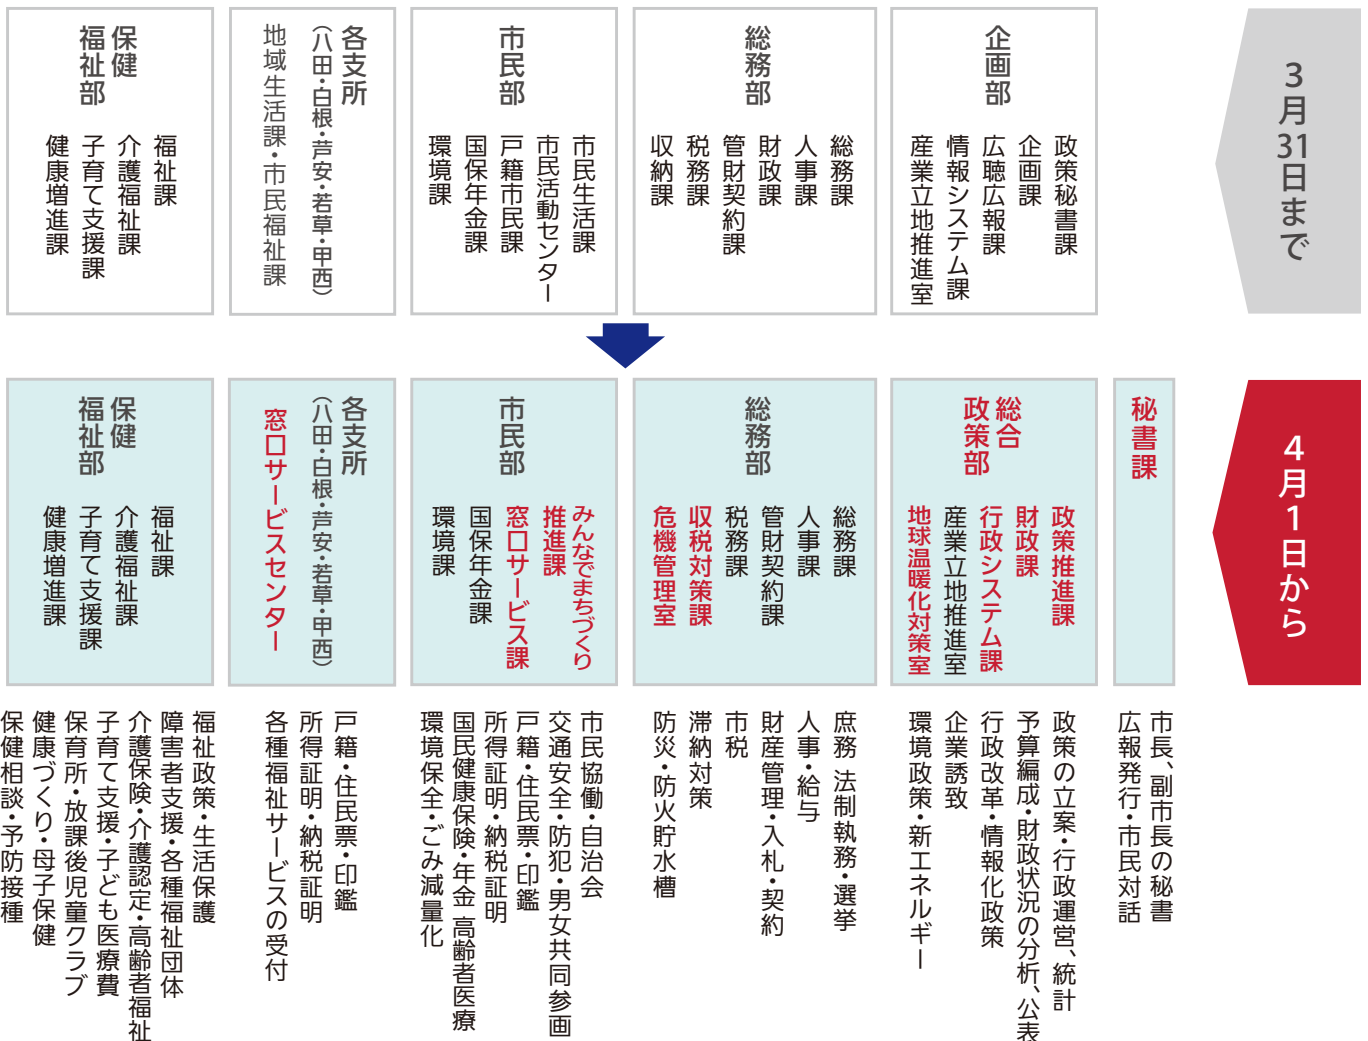 3月31日まで
企画部
政策秘書課
企画課
広聴広報課
情報システム課
産業立地推進室
総務部
総務課
人事課
財政課
管財契約課
税務課
収納課
市民部
市民生活課
市民活動センター
戸籍市民課
国保年金課
環境課
各支所
(八田・白根・芦安・若草・甲西)
地域生活課・市民福祉課
保健
福祉部
福祉課
介護福祉課
子育て支援課
健康増進課
4月1日から
秘書課
市長、副市長の秘書
広報発行・市民対話
総合
政策部
政策推進課
財政課
行政システム課
産業立地推進室
地球温暖化対策室
政策の立案・行政運営、統計
予算編成・財政状況の分析、公表
行政改革・情報化政策
企業誘致
環境政策・新エネルギー
総務部
総務課
人事課
管財契約課
税務課
収税対策課
危機管理室
庶務 法制執務・選挙
人事・給与
財産管理・入札・契約
市税
滞納対策
防災・防火貯水槽
市民部
みんなでまちづくり
推進課
窓口サービス課
国保年金課
環境課
市民協働・自治会
交通安全・防犯・男女共同参画
戸籍・住民票・印鑑
所得証明・納税証明
国民健康保険・年金 高齢者医療
環境保全・ごみ減量化
各支所
(八田・白根・芦安・若草・甲西)
窓口サービスセンター
戸籍・住民票・印鑑
所得証明・納税証明
各種福祉サービスの受付
保健
福祉部
福祉課
介護福祉課
子育て支援課
健康増進課
福祉政策・生活保護
障害者支援・各種福祉団体
介護保険・介護認定・高齢者福祉
子育て支援・子ども医療費
保育所・放課後児童クラブ
健康づくり・母子保健
保健相談・予防接種